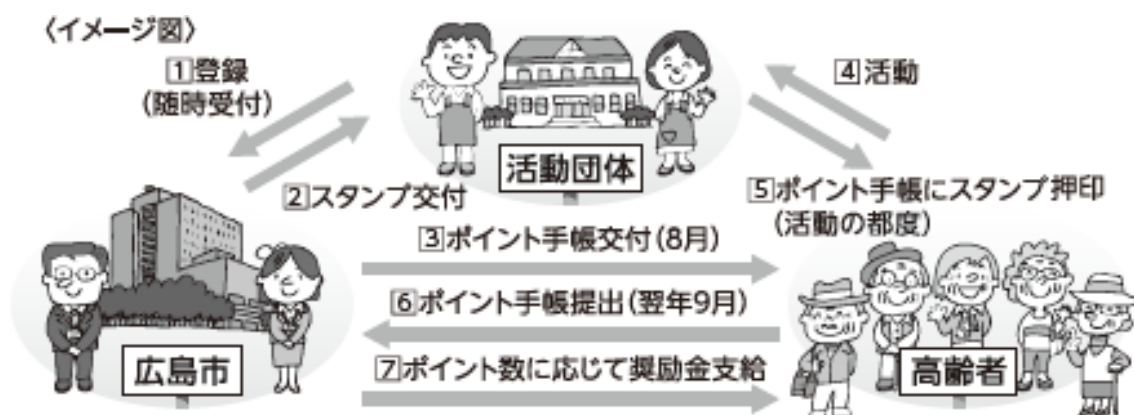 〈イメージ図〉
1登録
(随時受付)
4活動
活動団体
2スタンプ交付
5ポイント手帳にスタンプ押印
(活動の都度)
3ポイント手帳交付(8月)
6ポイント手帳提出(翌年9月)
広島市
7ポイント数に応じて奨励金支給
高齢者